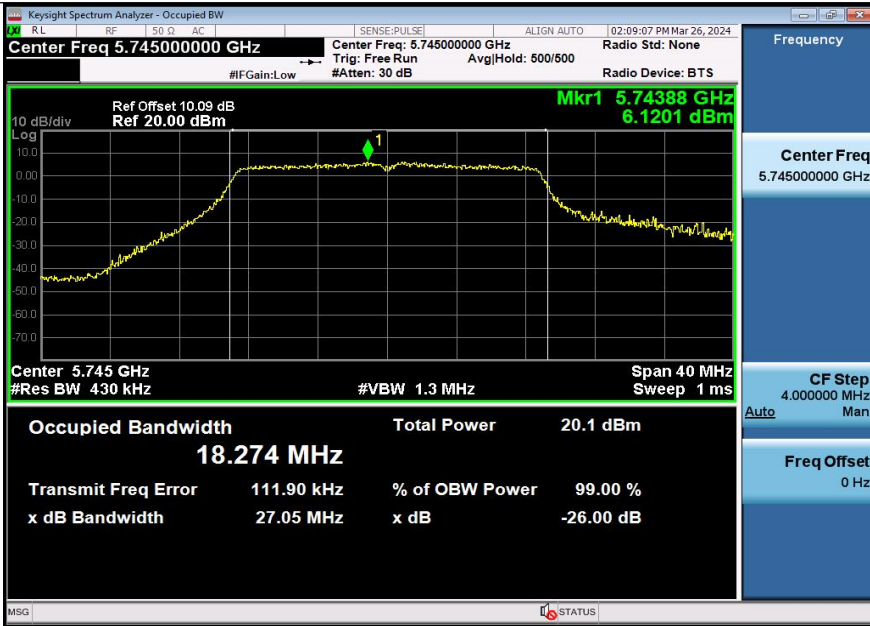 Keysight Spectrum Analyzer - Occupied BW
LXI RL RF 50 Ω AC SENSE:PULSE ALIGN AUTO 02:09:07 PM Mar 26, 2024
Center Freq 5.745000000 GHz
Center Freq: 5.745000000 GHz
Radio Std: None
Trig: Free Run
Avg|Hold: 500/500
#IFGain:Low
#Atten: 30 dB
Radio Device: BTS
Mkr1 5.74388 GHz
6.1201 dBm
Ref Offset 10.09 dB
10 dB/div
Ref 20.00 dBm
Log
1
10.0
0.00
-10.0
-20.0
-30.0
-40.0
-50.0
-60.0
-70.0
Center 5.745 GHz
Span 40 MHz
#Res BW 430 kHz
#VBW 1.3 MHz
Sweep 1 ms
Occupied Bandwidth
Total Power 20.1 dBm
18.274 MHz
Transmit Freq Error 111.90 kHz
% of OBW Power 99.00 %
x dB Bandwidth 27.05 MHz
x dB -26.00 dB
Frequency
Center Freq
5.745000000 GHz
CF Step
4.000000 MHz
Auto Man
Freq Offset
0 Hz
MSG
STATUS